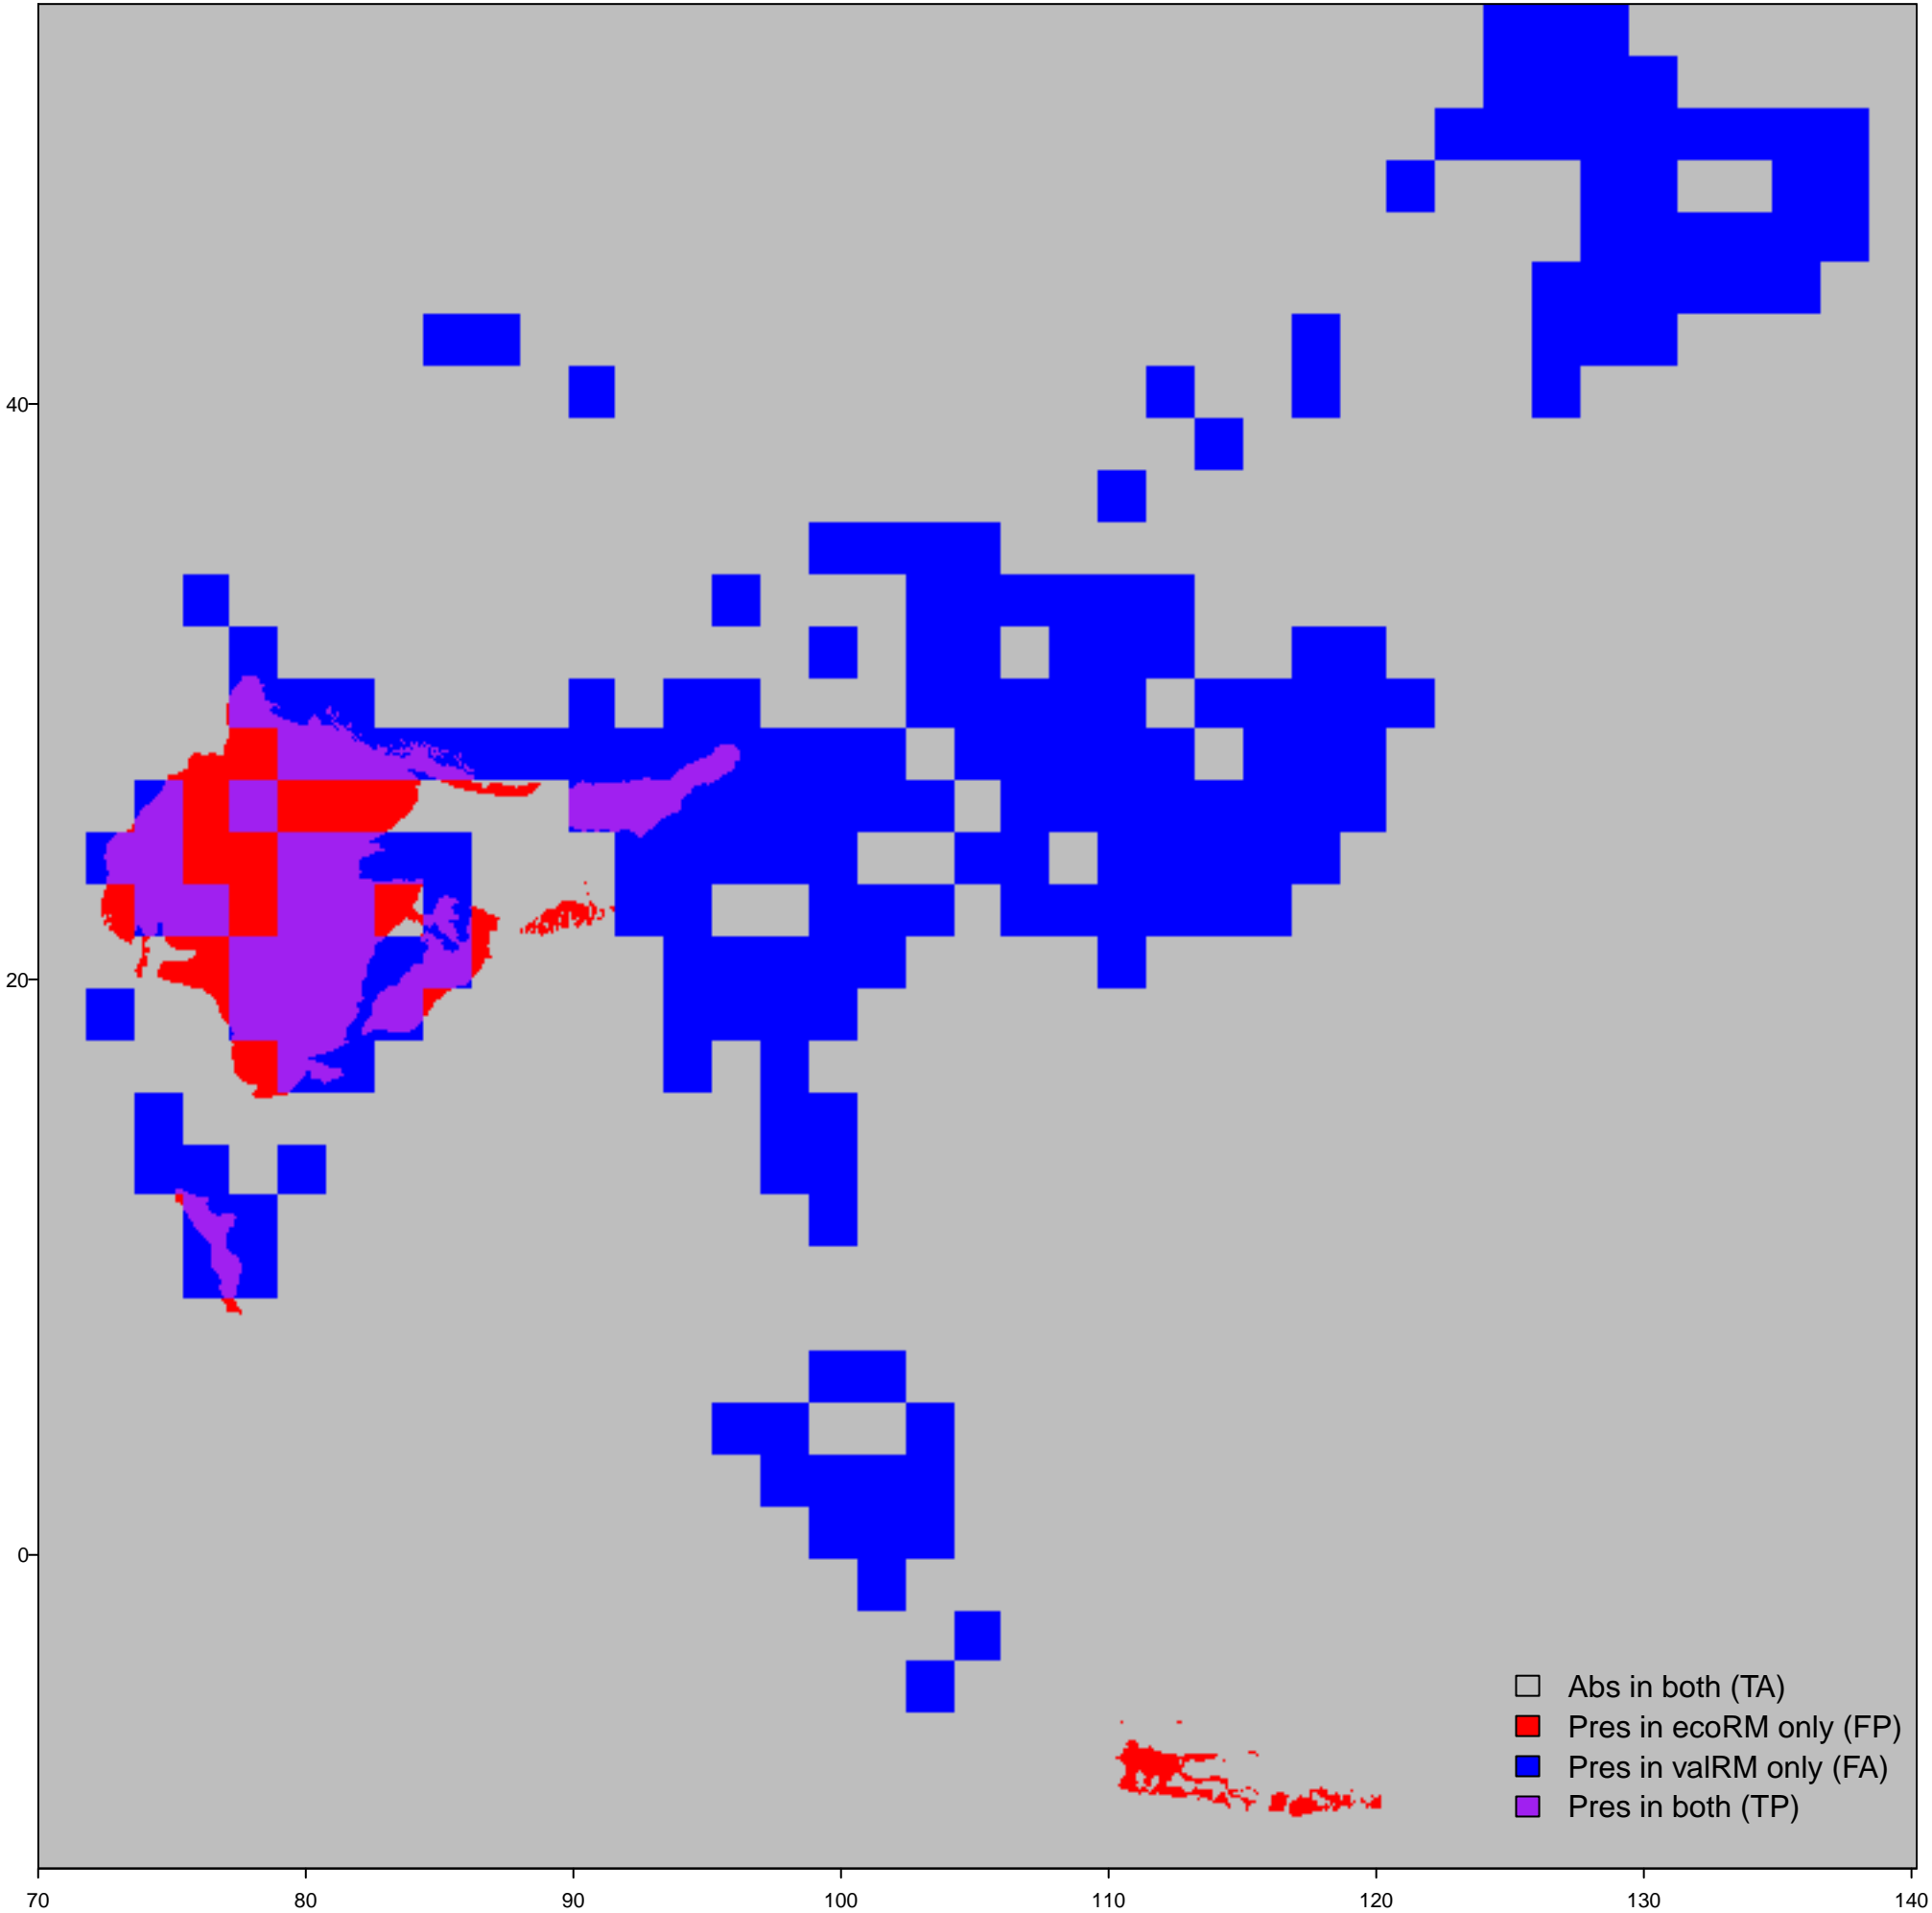 40
20
0
Abs in both (TA)
Pres in ecoRM only (FP)
Pres in valRM only (FA)
Pres in both (TP)
70 80 90 100 110 120 130 140